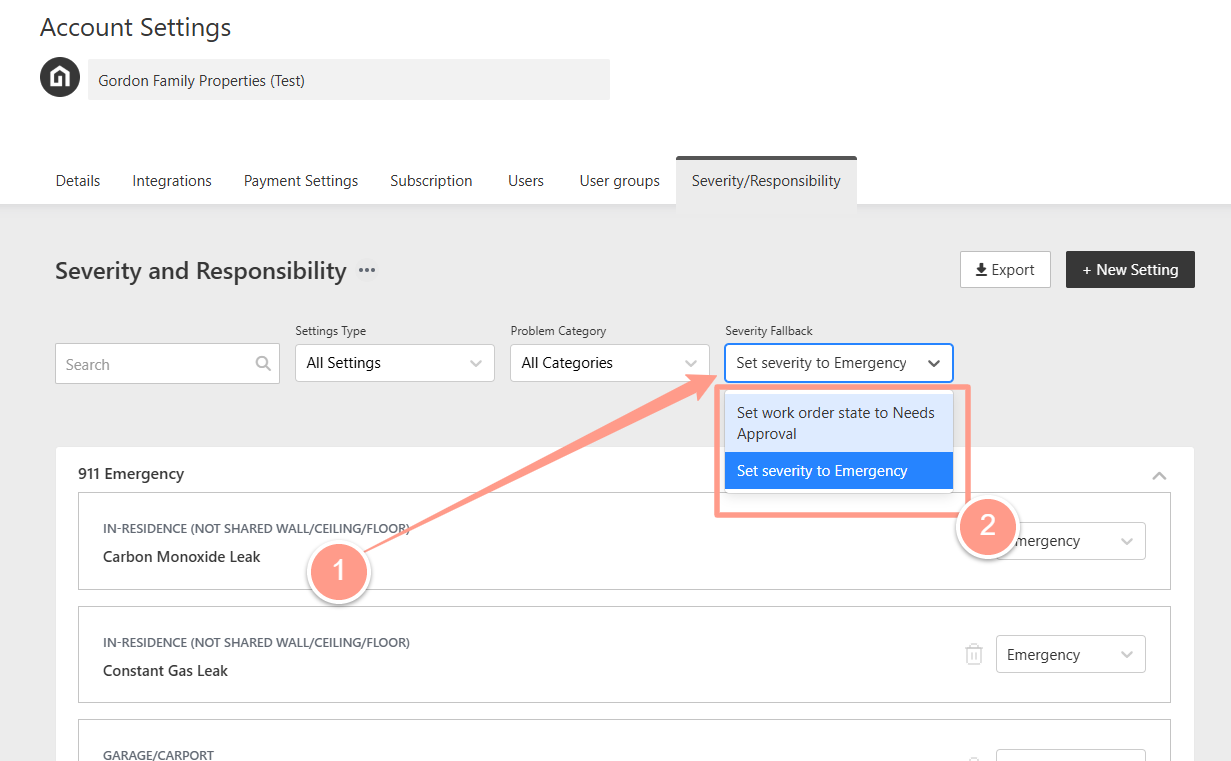 Account Settings
Gordon Family Properties (Test)
Details Integrations Payment Settings Subscription Users User groups Severity/Responsibility
Severity and Responsibility ···
Export
+ New Setting
Settings Type
Problem Category
Severity Fallback
Search
All Settings
All Categories
Set severity to Emergency
Set work order state to Needs
Approval
Set severity to Emergency
911 Emergency
IN-RESIDENCE (NOT SHARED WALL/CEILING/FLOOR)
Carbon Monoxide Leak
1
2
mergency
IN-RESIDENCE (NOT SHARED WALL/CEILING/FLOOR)
Constant Gas Leak
Emergency
GARAGE/CARPORT